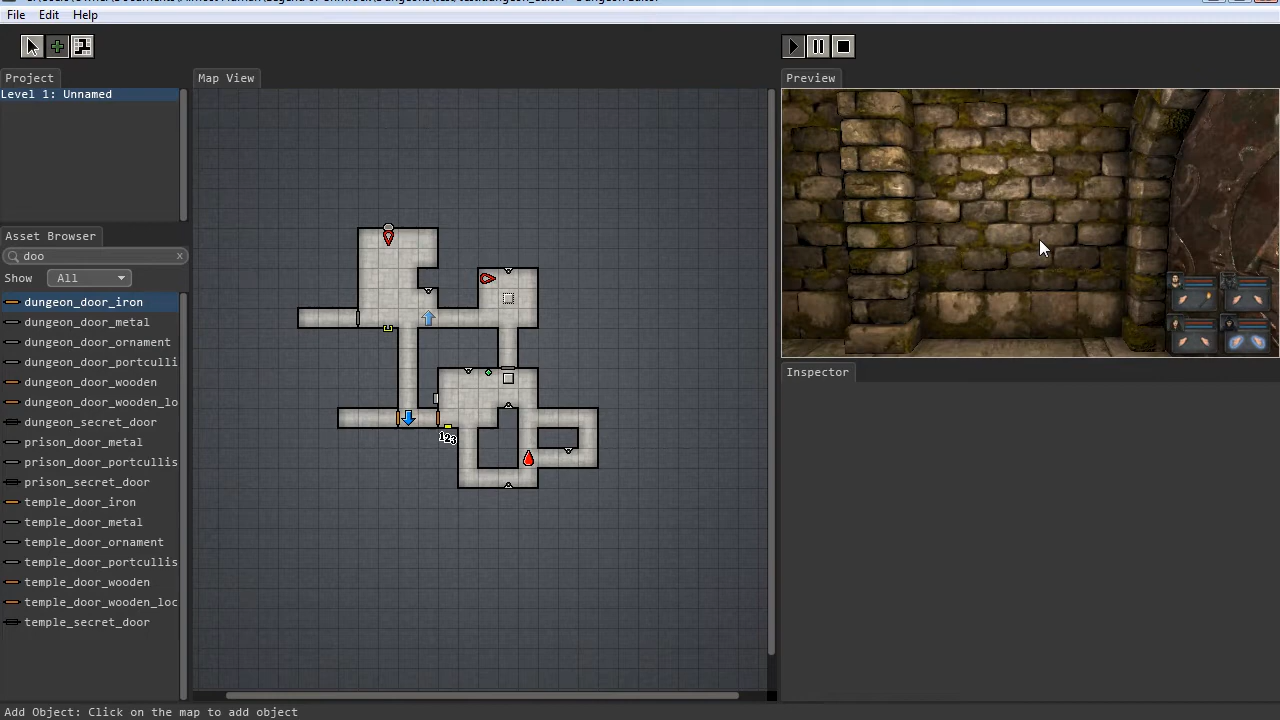 File Edit Help
Project
Map View
Preview
Level 1: Unnamed
Asset Browser
doo
Show All
dungeon_door_iron
dungeon_door_metal
dungeon_door_ornament
dungeon_door_portculli
dungeon_door_wooden
dungeon_door_wooden_lo
dungeon_secret_door
prison_door_metal
prison_door_portcullis
prison_secret_door
temple_door_iron
temple_door_metal
temple_door_ornament
temple_door_portcullis
temple_door_wooden
temple_door_wooden_loc
temple_secret_door
123
Inspector
Add Object: Click on the map to add object